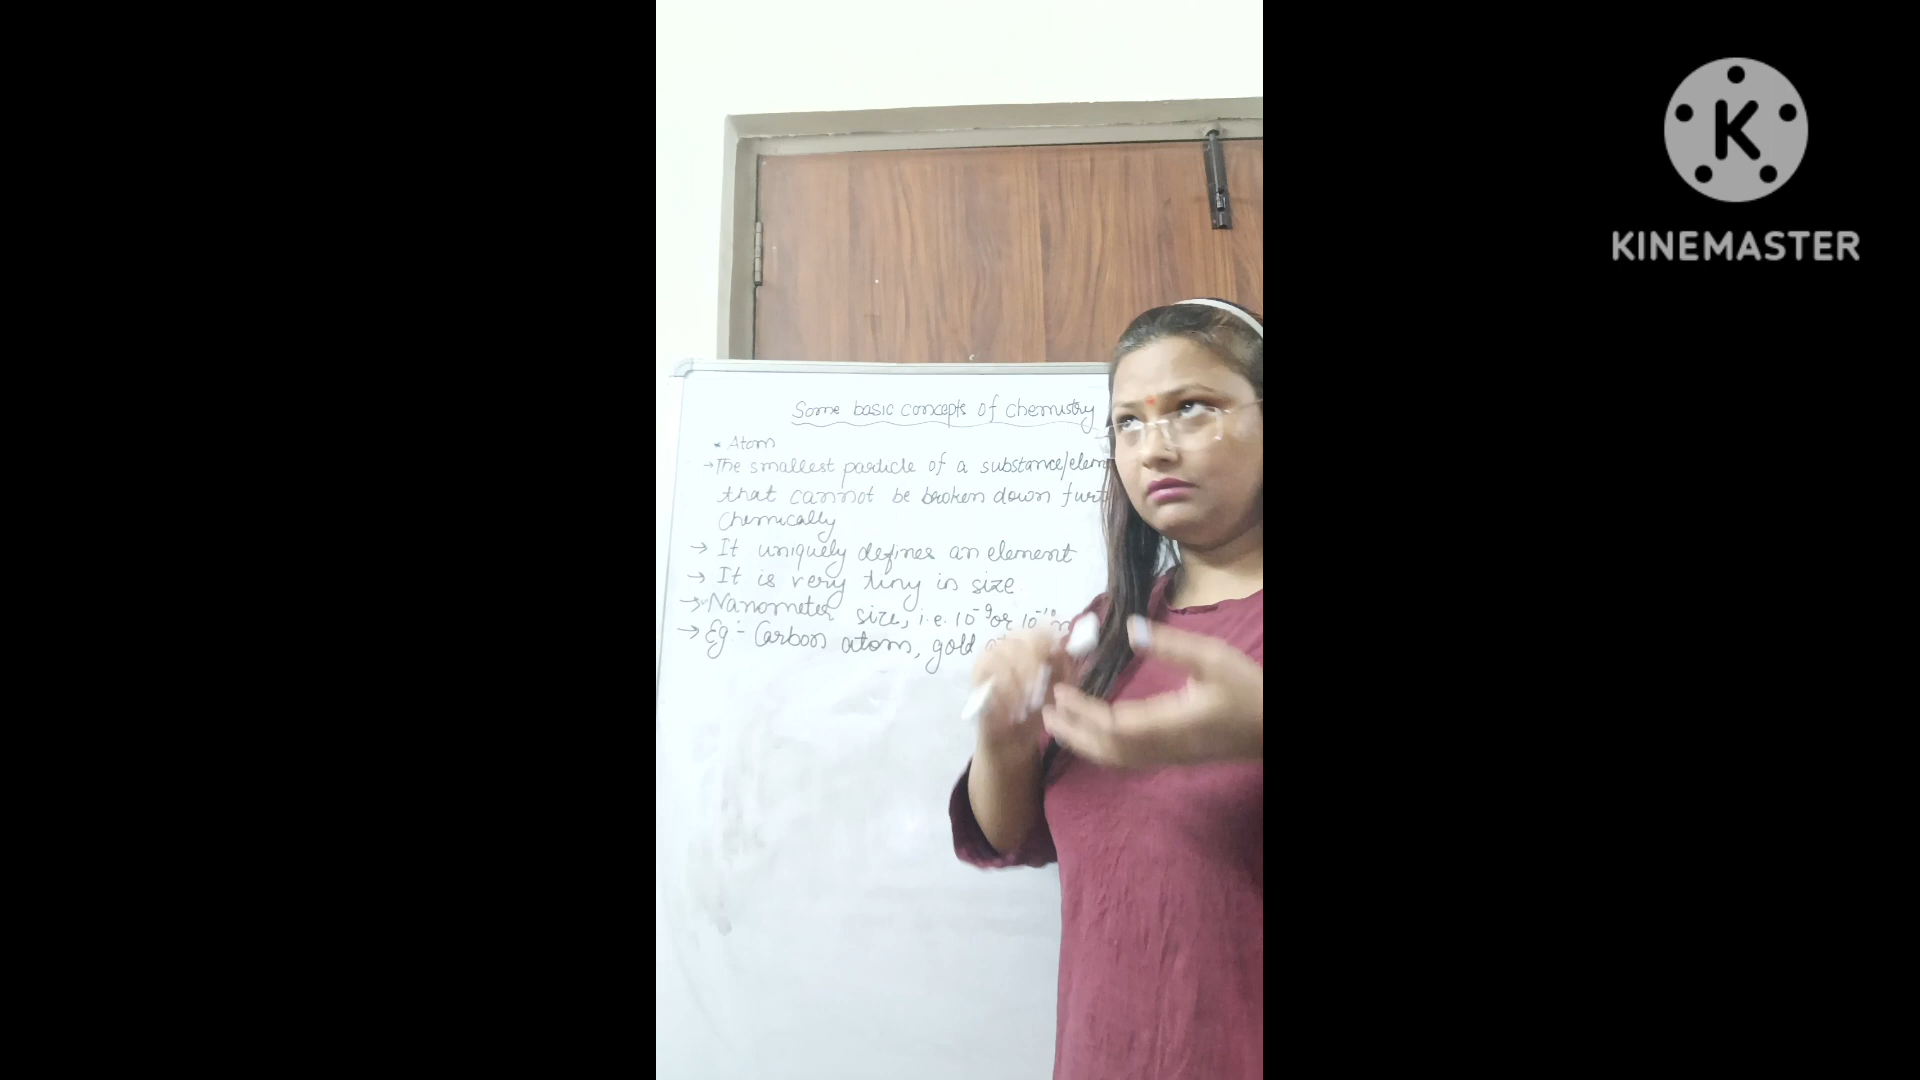 Some basic concepts of chemistry
* Atom
→ The smallest particle of a substance/elem
that cannot be broken down furt
chemically
→ It uniquely defines an element
→ It is very tiny in size
→ Nanometer size, i.e. 10⁻⁹ or 10⁻¹⁰ m
→ Eg:- Carbon atom, gold
K
KINEMASTER